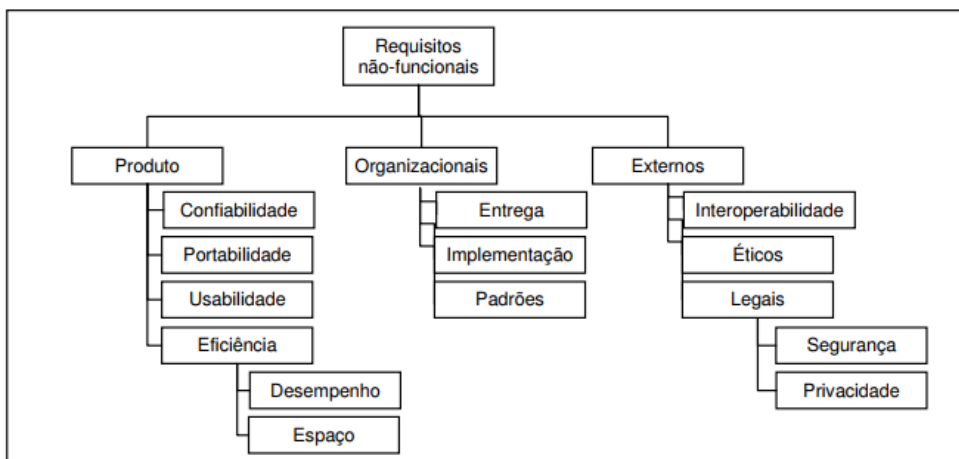 Requisitos
não-funcionais
Produto
Organizacionais
Externos
Confiabilidade
Entrega
Interoperabilidade
Portabilidade
Implementação
Éticos
Usabilidade
Padrões
Legais
Eficiência
Segurança
Desempenho
Privacidade
Espaço